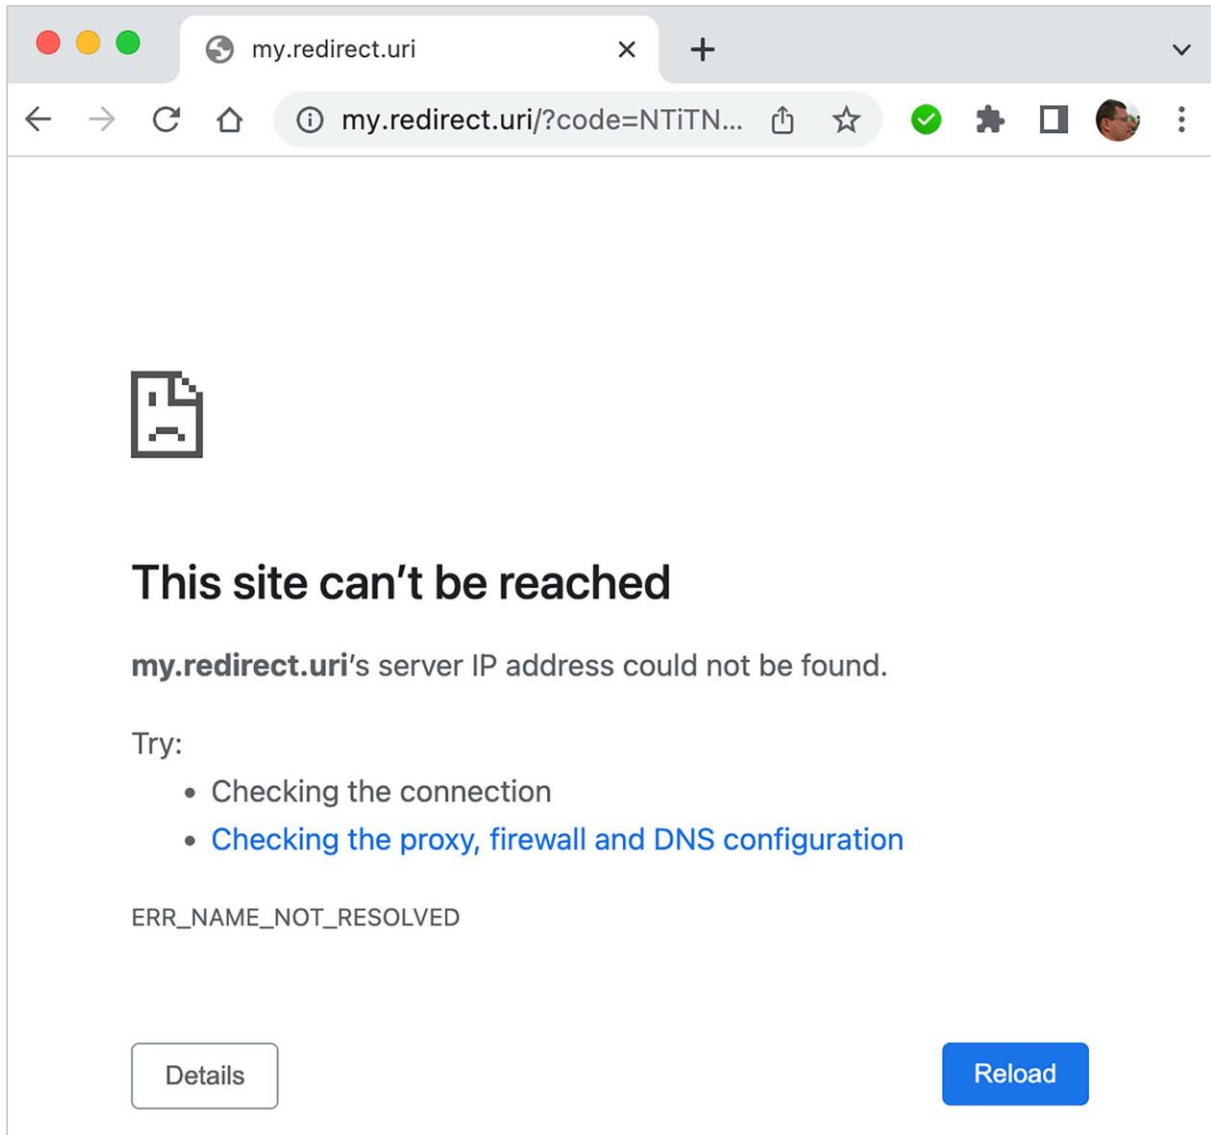 my.redirect.uri
my.redirect.uri/?code=NTiTN...
This site can’t be reached
my.redirect.uri’s server IP address could not be found.
Try:
• Checking the connection
• Checking the proxy, firewall and DNS configuration
ERR_NAME_NOT_RESOLVED
Details
Reload